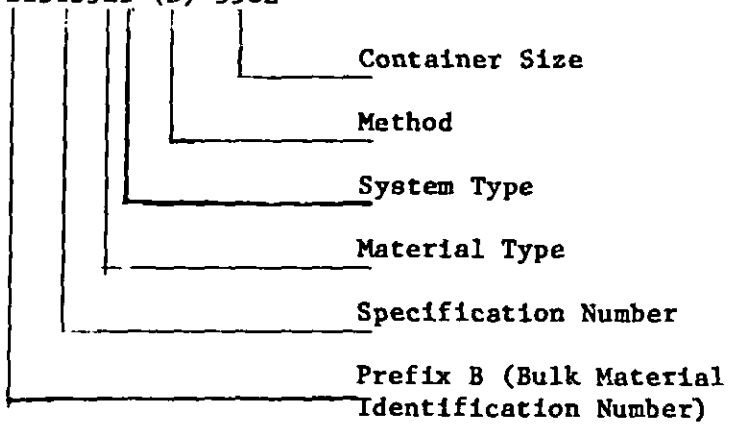 Container Size
Method
System Type
Material Type
Specification Number
Prefix B (Bulk Material
Identification Number)